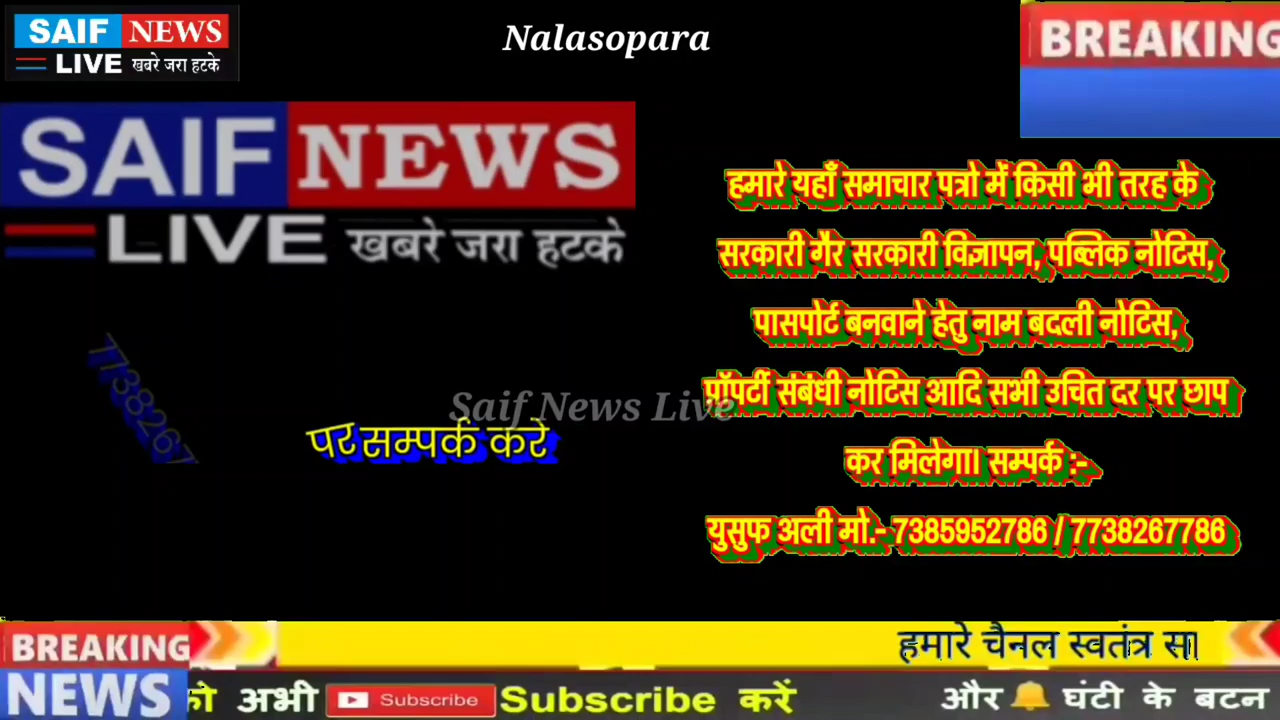 SAIF NEWS
LIVE खबरे जरा हटके
Nalasopara
BREAKING
SAIF NEWS
LIVE खबरे जरा हटके
हमारे यहाँ समाचार पत्रो में किसी भी तरह के
सरकारी गैर सरकारी विज्ञापन, पब्लिक नोटिस,
पासपोर्ट बनवाने हेतु नाम बदली नोटिस,
प्रॉपर्टी संबंधी नोटिस आदि सभी उचित दर पर छाप
कर मिलेगा। सम्पर्क :-
युसुफ अली मो.- 7385952786 / 7738267786
7738267
Saif News Live
पर सम्पर्क करे
BREAKING
NEWS
हमारे चैनल स्वतंत्र सा
को अभी Subscribe Subscribe करें और घंटी के बटन